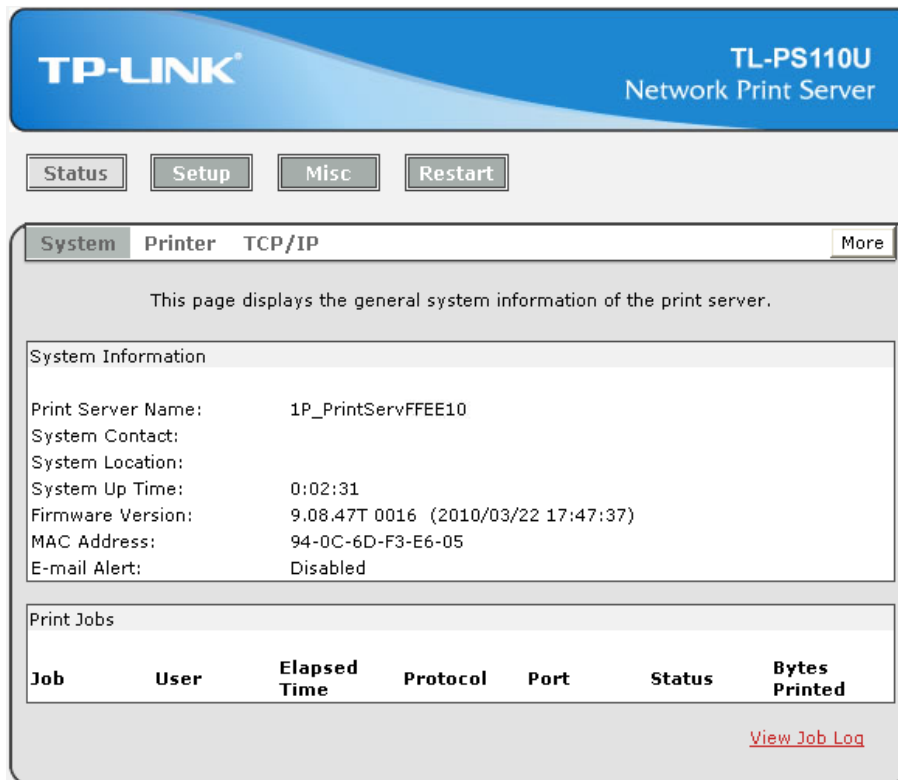 TP-LINK®
TL-PS110U
Network Print Server
Status Setup Misc Restart
System Printer TCP/IP More
This page displays the general system information of the print server.
System Information
Print Server Name: 1P_PrintServFFEE10
System Contact:
System Location:
System Up Time: 0:02:31
Firmware Version: 9.08.47T 0016 (2010/03/22 17:47:37)
MAC Address: 94-0C-6D-F3-E6-05
E-mail Alert: Disabled
Print Jobs
Job User Elapsed Time Protocol Port Status Bytes Printed
View Job Log